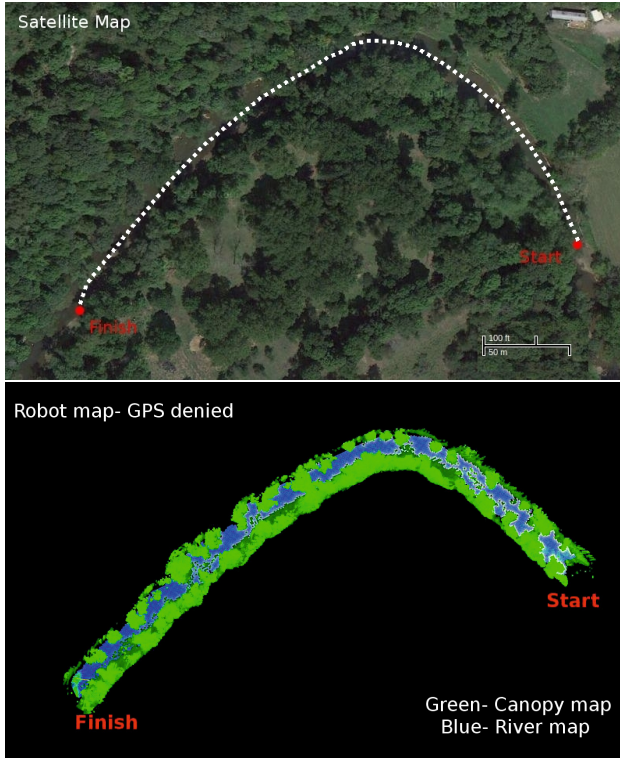 Satellite Map
Start
Finish
100 ft
50 m
Robot map- GPS denied
Start
Finish
Green- Canopy map
Blue- River map